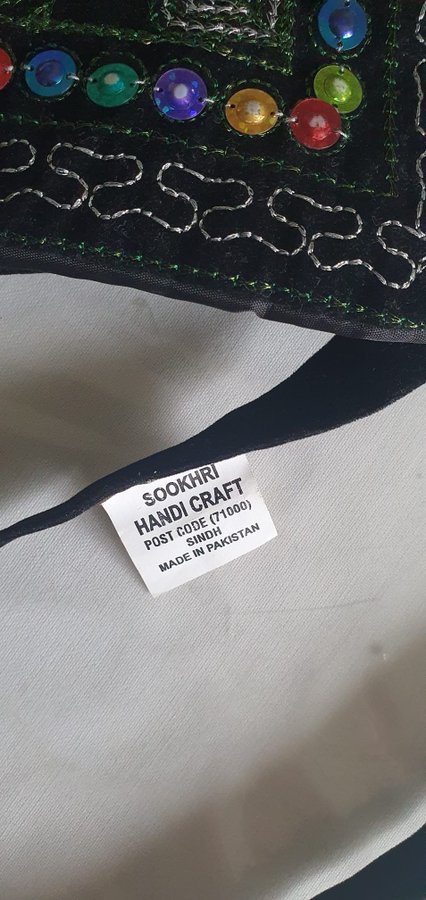 SOOKHRI
HANDI CRAFT
POST CODE (71000)
SINDH
MADE IN PAKISTAN